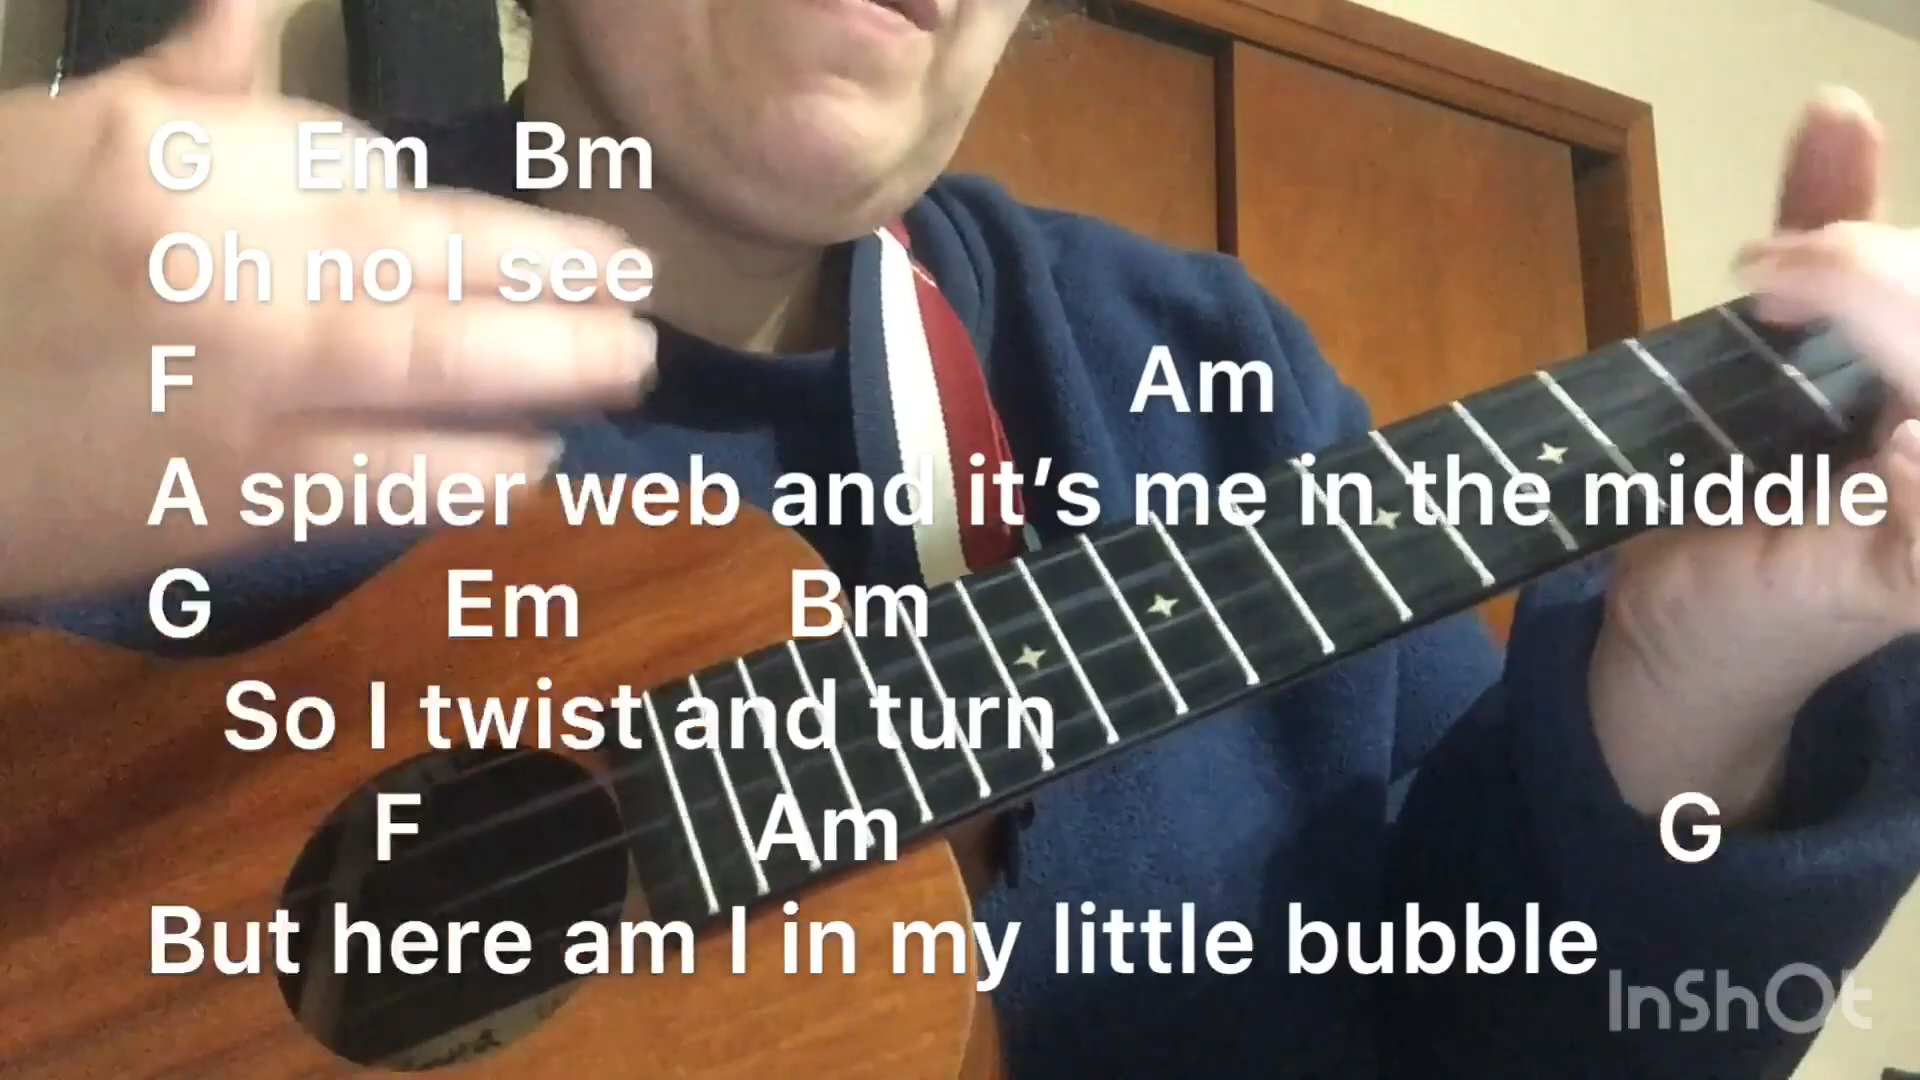 G Em Bm
Oh no I see
F Am
A spider web and it’s me in the middle
G Em Bm
So I twist and turn
F Am G
But here am I in my little bubble
InShOt